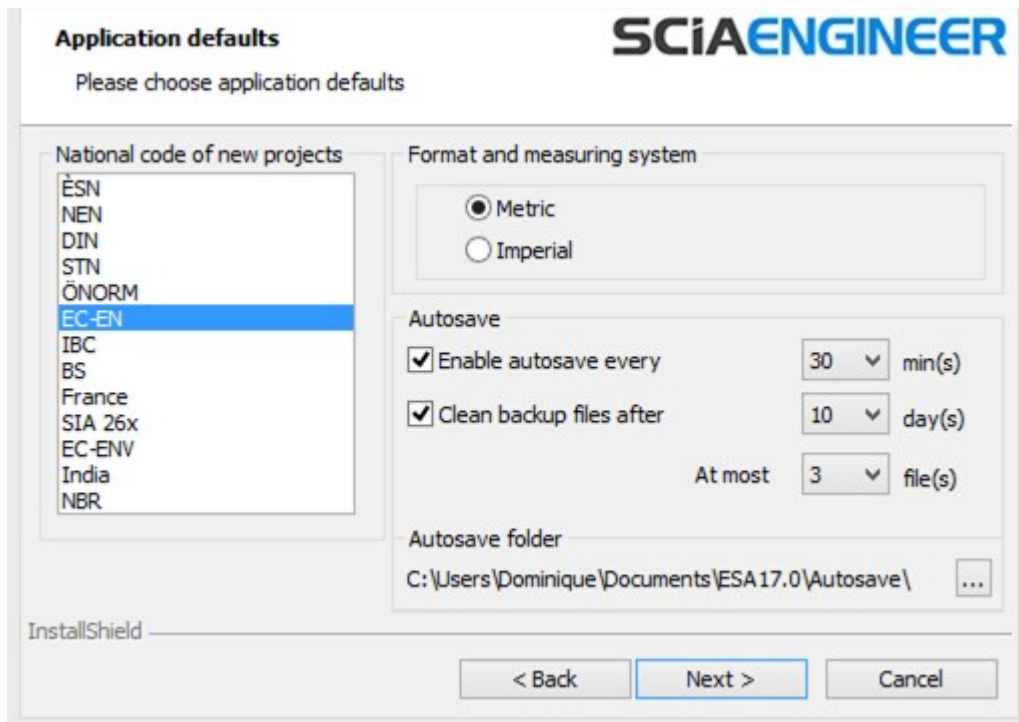 Application defaults
SCiAENGINEER
Please choose application defaults
National code of new projects
ÈSN
NEN
DIN
STN
ÖNORM
EC-EN
IBC
BS
France
SIA 26x
EC-ENV
India
NBR
Format and measuring system
Metric
Imperial
Autosave
Enable autosave every 30 min(s)
Clean backup files after 10 day(s)
At most 3 file(s)
Autosave folder
C:\Users\Dominique\Documents\ESA17.0\Autosave\ ...
InstallShield
< Back Next > Cancel